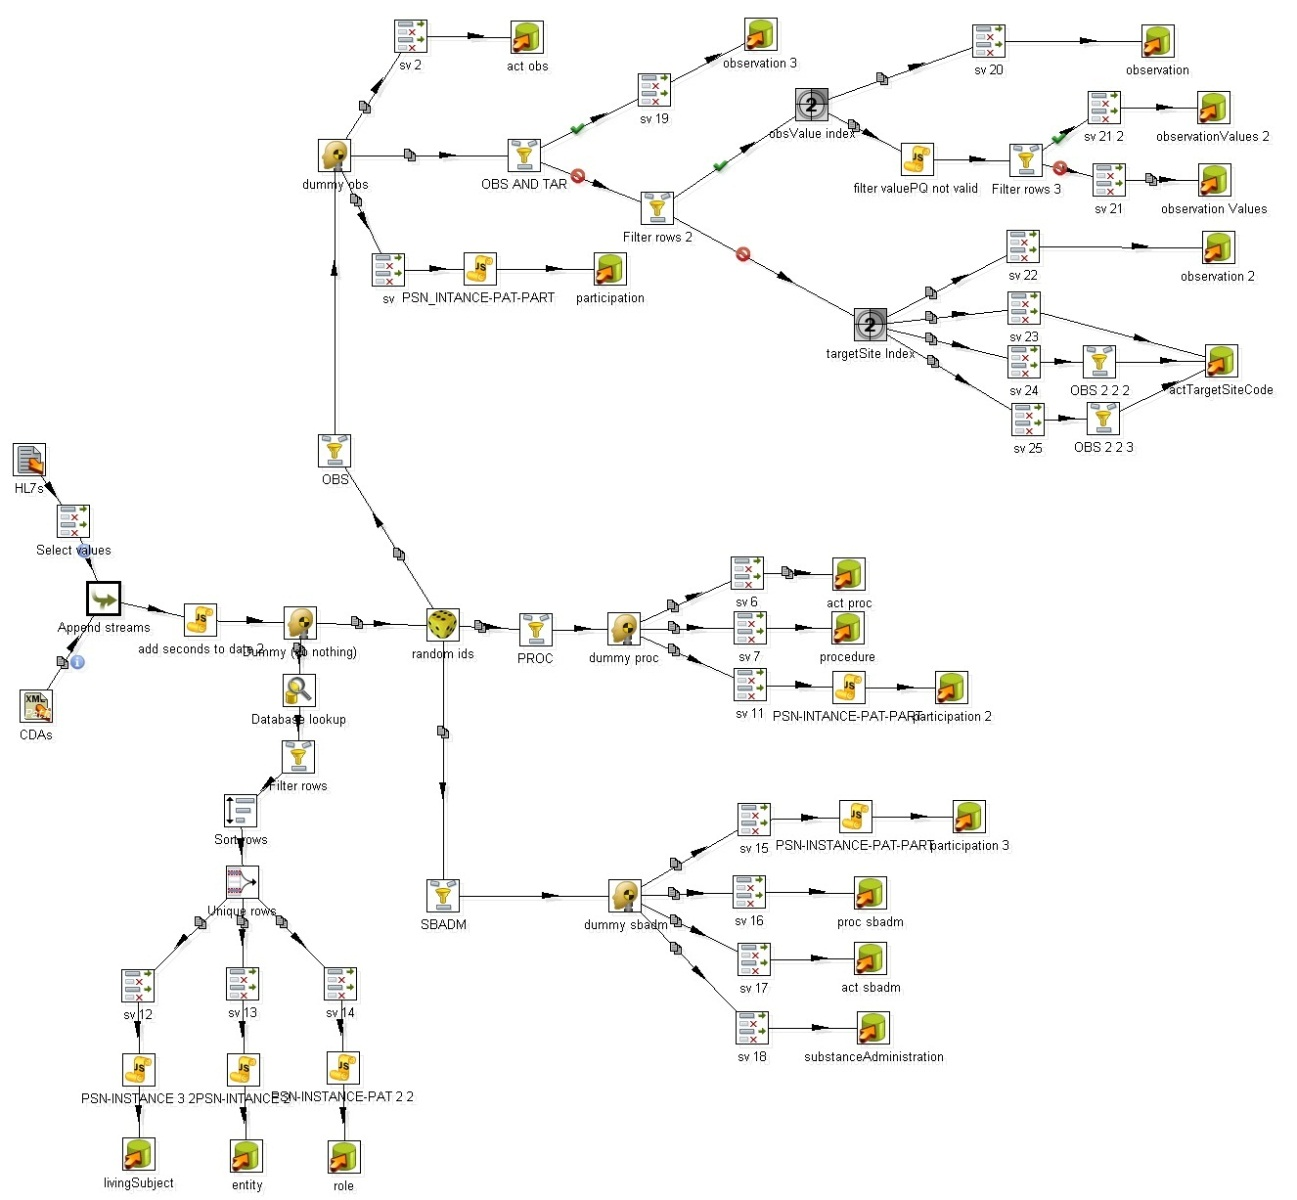 sv 2
act obs
observation 3
sv 19
sv 20
observation
obsValue index
sv 21 2
observationValues 2
dummy obs
OBS AND TAR
filter valuePQ not valid
Filter rows 3
sv 21
observation Values
Filter rows 2
sv
PSN_INTANCE-PAT-PART
participation
sv 22
observation 2
targetSite Index
sv 23
sv 24
OBS 2 2 2
actTargetSiteCode
sv 25
OBS 2 2 3
OBS
HL7s
Select values
Append streams
add seconds to date 2
Dummy (do nothing)
random ids
PROC
dummy proc
sv 6
act proc
sv 7
procedure
sv 11
PSN-INTANCE-PAT-PART
participation 2
CDAs
Database lookup
Filter rows
Sort rows
Unique rows
SBADM
dummy sbadm
sv 15
PSN-INSTANCE-PAT-PART
participation 3
sv 16
proc sbadm
sv 17
act sbadm
sv 18
substanceAdministration
sv 12
sv 13
sv 14
PSN-INSTANCE 3 2
PSN-INTANCE 2
PSN-INSTANCE-PAT 2 2
livingSubject
entity
role